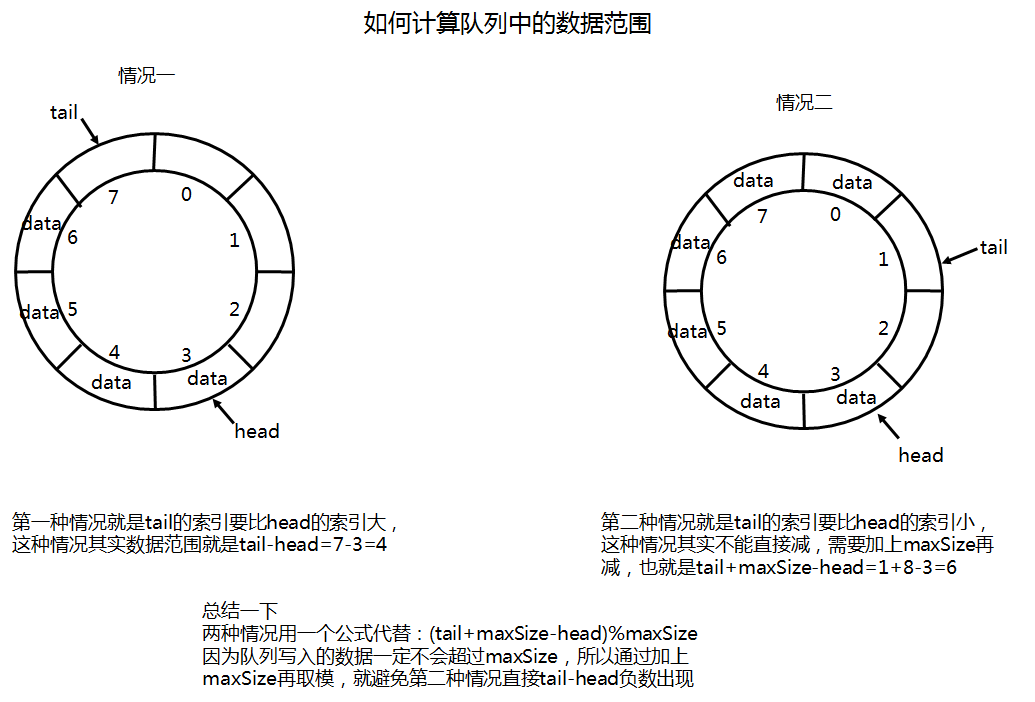 如何计算队列中的数据范围
情况一
tail
7
0
data
6
1
data
5
2
4
3
data
data
head
情况二
data
data
7
0
data
6
1
tail
data
5
2
4
3
data
data
head
第一种情况就是tail的索引要比head的索引大，
这种情况其实数据范围就是tail-head=7-3=4
第二种情况就是tail的索引要比head的索引小，
这种情况其实不能直接减，需要加上maxSize再
减，也就是tail+maxSize-head=1+8-3=6
总结一下
两种情况用一个公式代替：(tail+maxSize-head)%maxSize
因为队列写入的数据一定不会超过maxSize，所以通过加上
maxSize再取模，就避免第二种情况直接tail-head负数出现